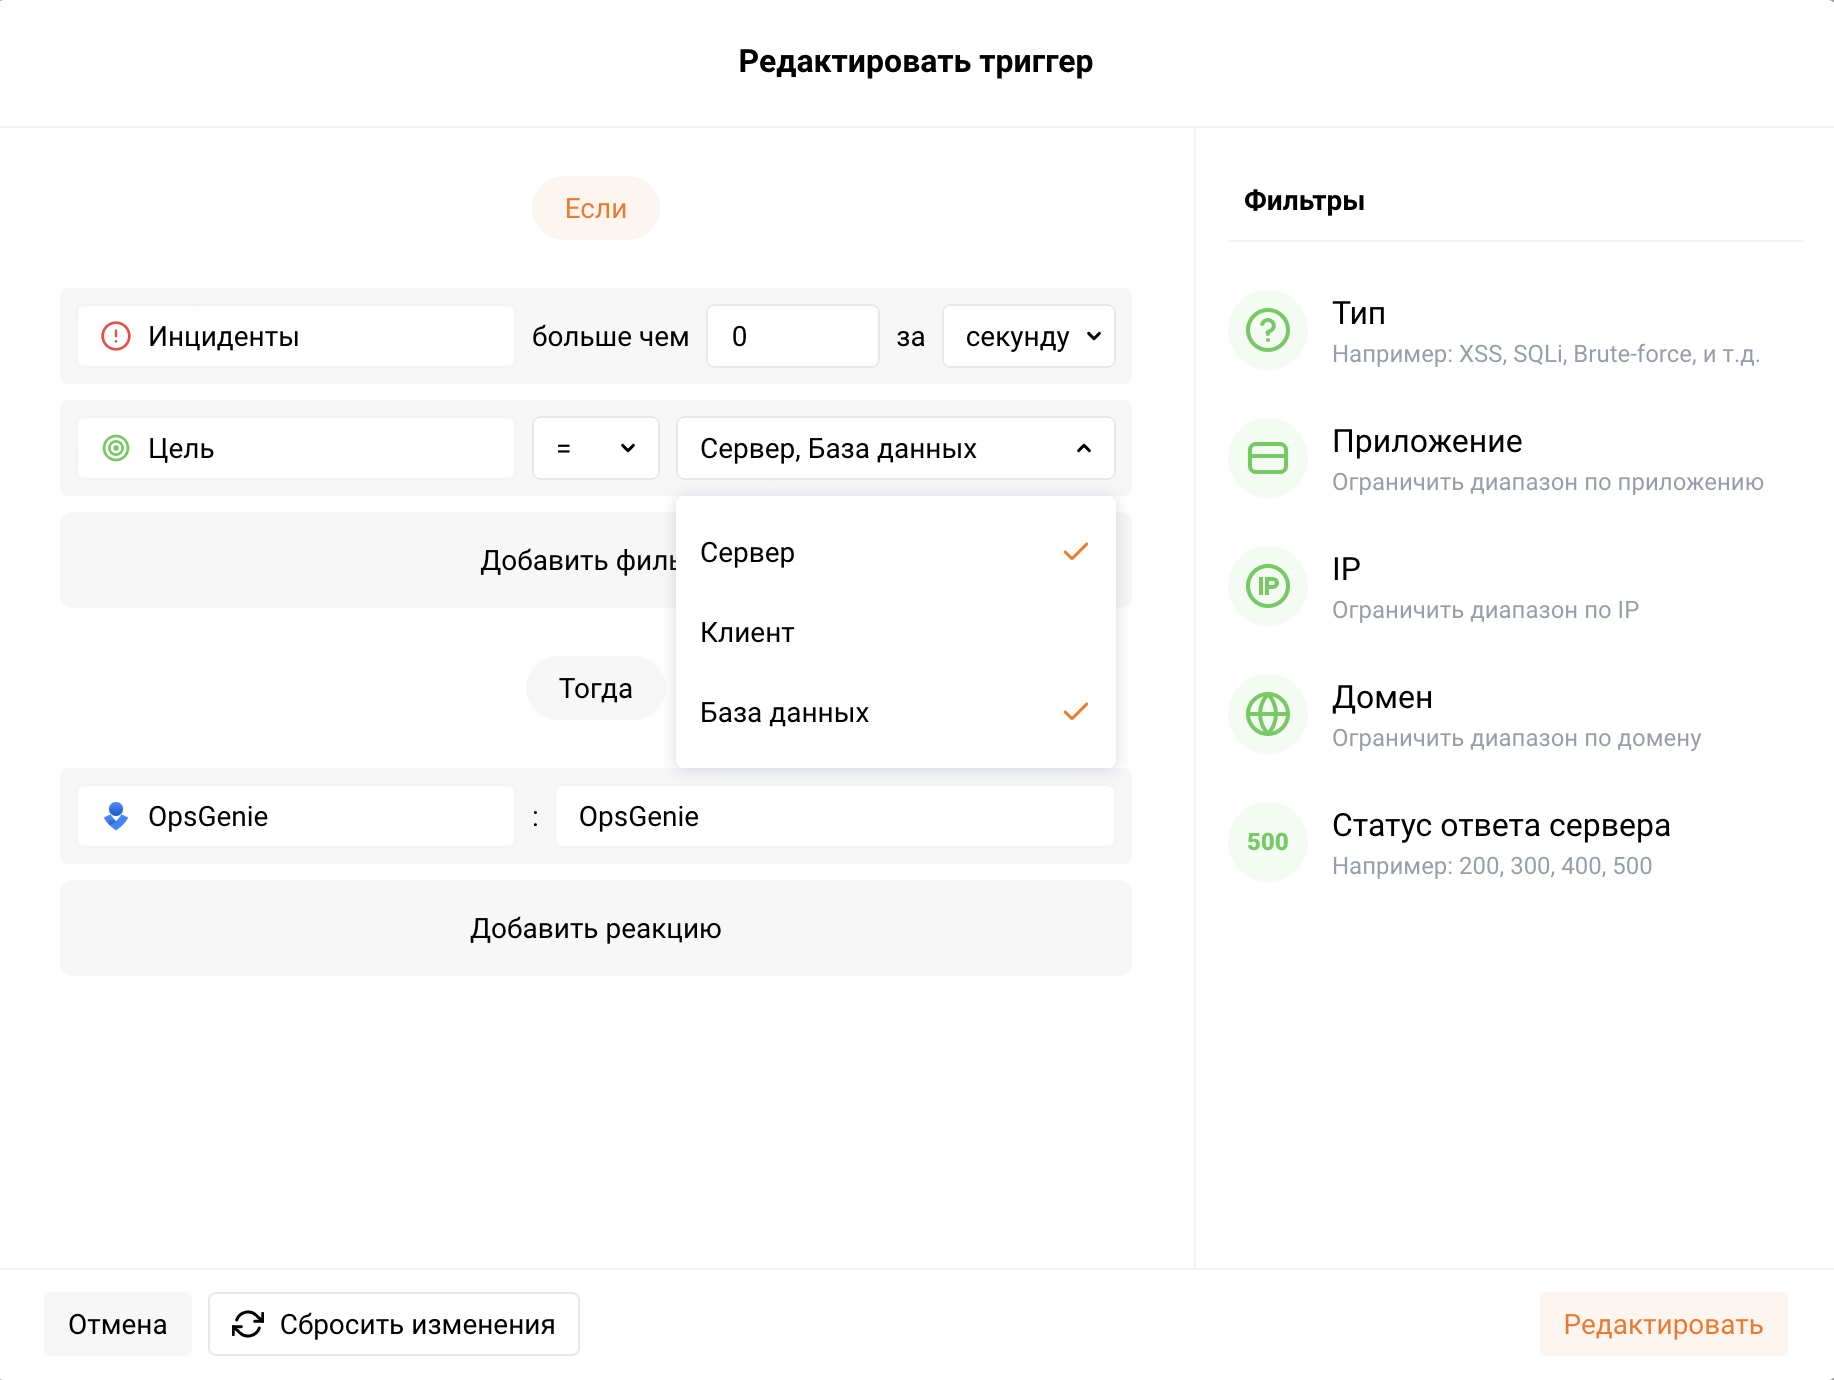 Редактировать триггер
Если
Инциденты больше чем 0 за секунду
Цель = Сервер, База данных
Добавить филь
Сервер
Клиент
База данных
Тогда
OpsGenie : OpsGenie
Добавить реакцию
Фильтры
Тип
Например: XSS, SQLi, Brute-force, и т.д.
Приложение
Ограничить диапазон по приложению
IP
IP
Ограничить диапазон по IP
Домен
Ограничить диапазон по домену
500
Статус ответа сервера
Например: 200, 300, 400, 500
Отмена
Сбросить изменения
Редактировать